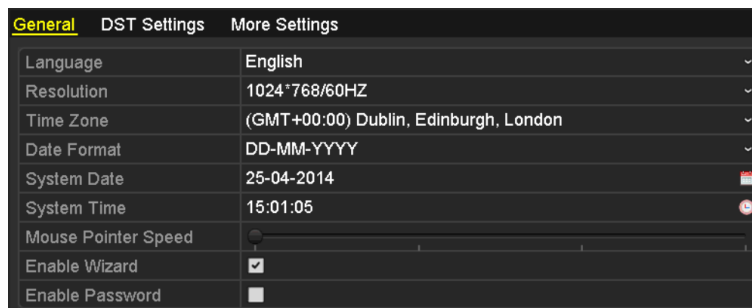 General DST Settings More Settings
Language English
Resolution 1024*768/60HZ
Time Zone (GMT+00:00) Dublin, Edinburgh, London
Date Format DD-MM-YYYY
System Date 25-04-2014
System Time 15:01:05
Mouse Pointer Speed
Enable Wizard
Enable Password